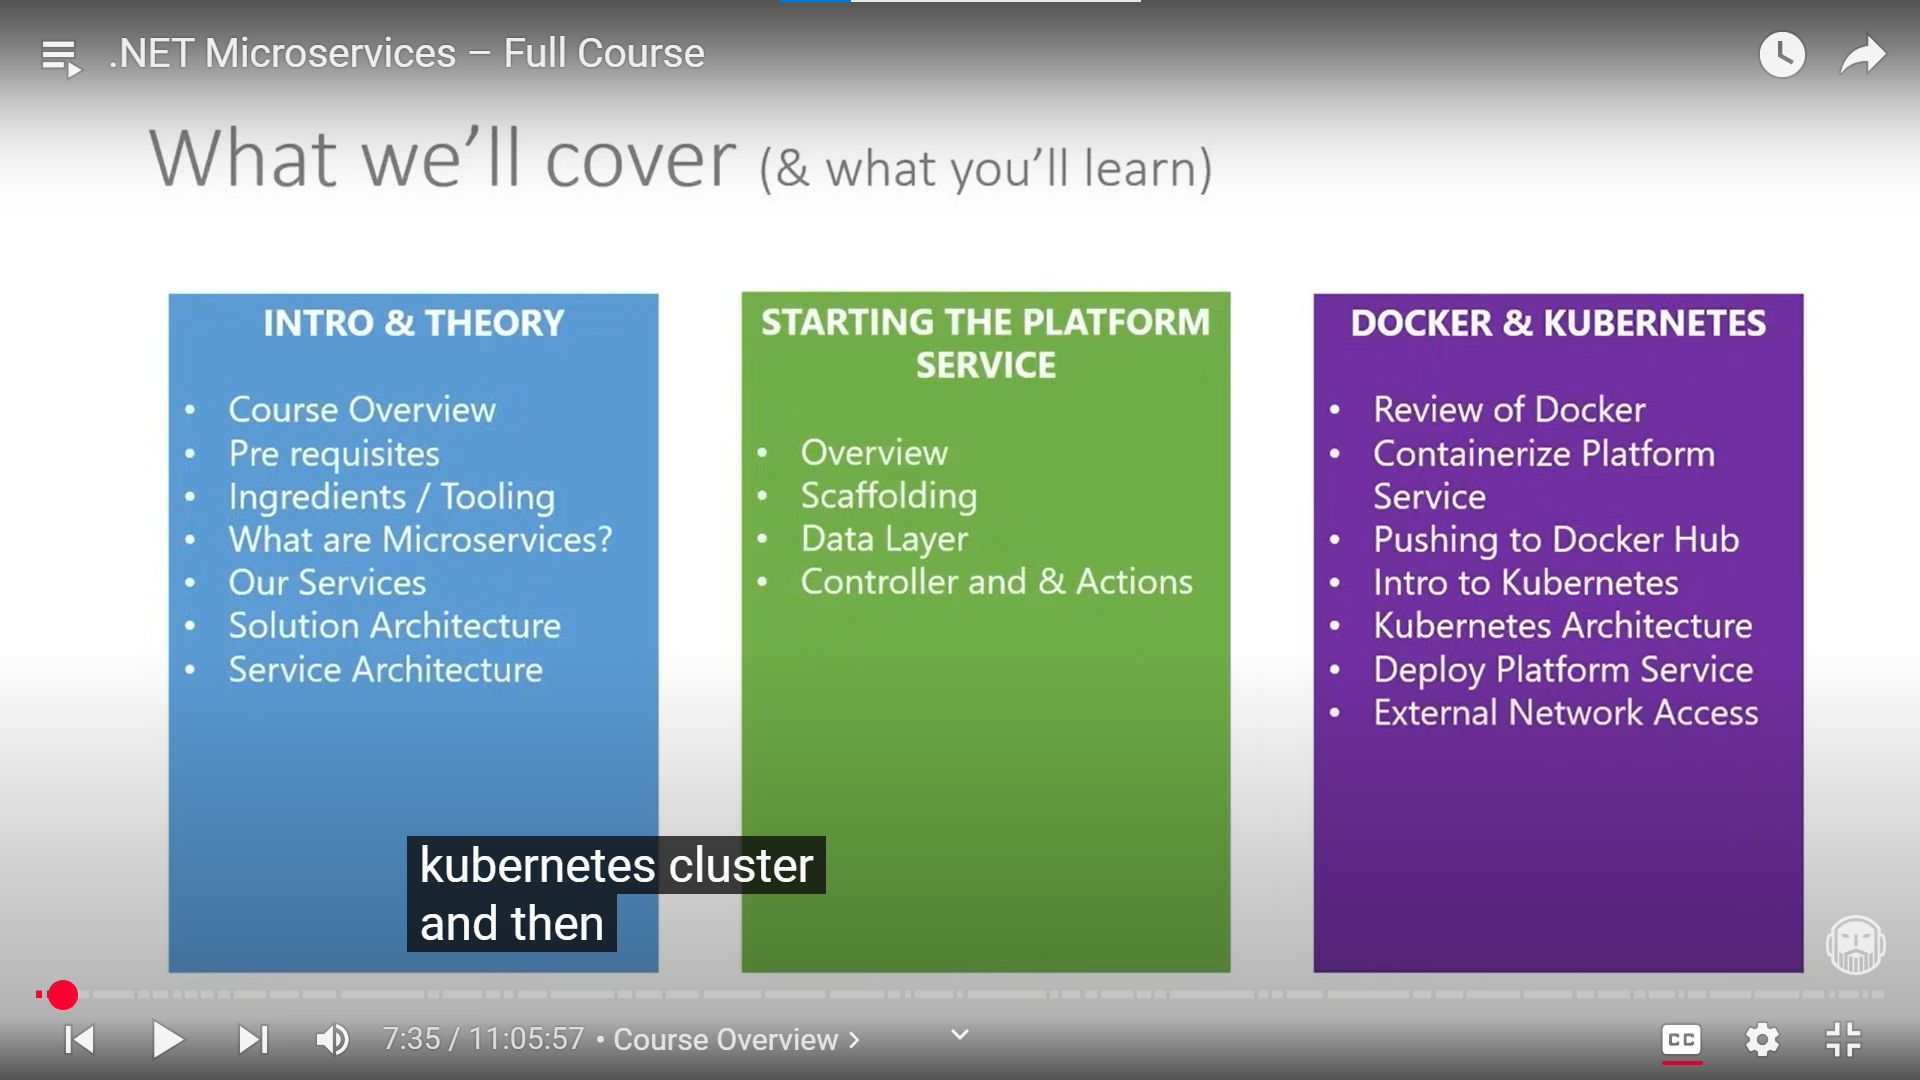 .NET Microservices – Full Course
What we'll cover (& what you'll learn)
INTRO & THEORY
• Course Overview
• Pre requisites
• Ingredients / Tooling
• What are Microservices?
• Our Services
• Solution Architecture
• Service Architecture
STARTING THE PLATFORM
SERVICE
• Overview
• Scaffolding
• Data Layer
• Controller and & Actions
DOCKER & KUBERNETES
• Review of Docker
• Containerize Platform
Service
• Pushing to Docker Hub
• Intro to Kubernetes
• Kubernetes Architecture
• Deploy Platform Service
• External Network Access
kubernetes cluster
and then
7:35 / 11:05:57 • Course Overview
CC